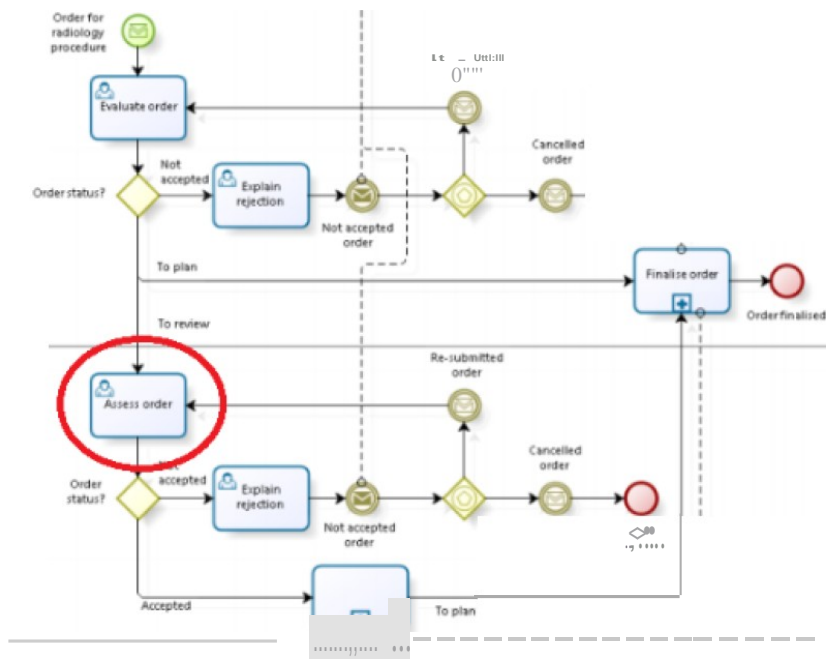 Order for
radiology
procedure
Evaluate order
Cancelled
order
Not
accepted
Order status?
Explain
rejection
Not accepted
order
To plan
Finalise order
Order finalised
To review
Re-submitted
order
Assess order
Cancelled
order
accepted
Order
status?
Explain
rejection
Not accepted
order
Accepted
To plan